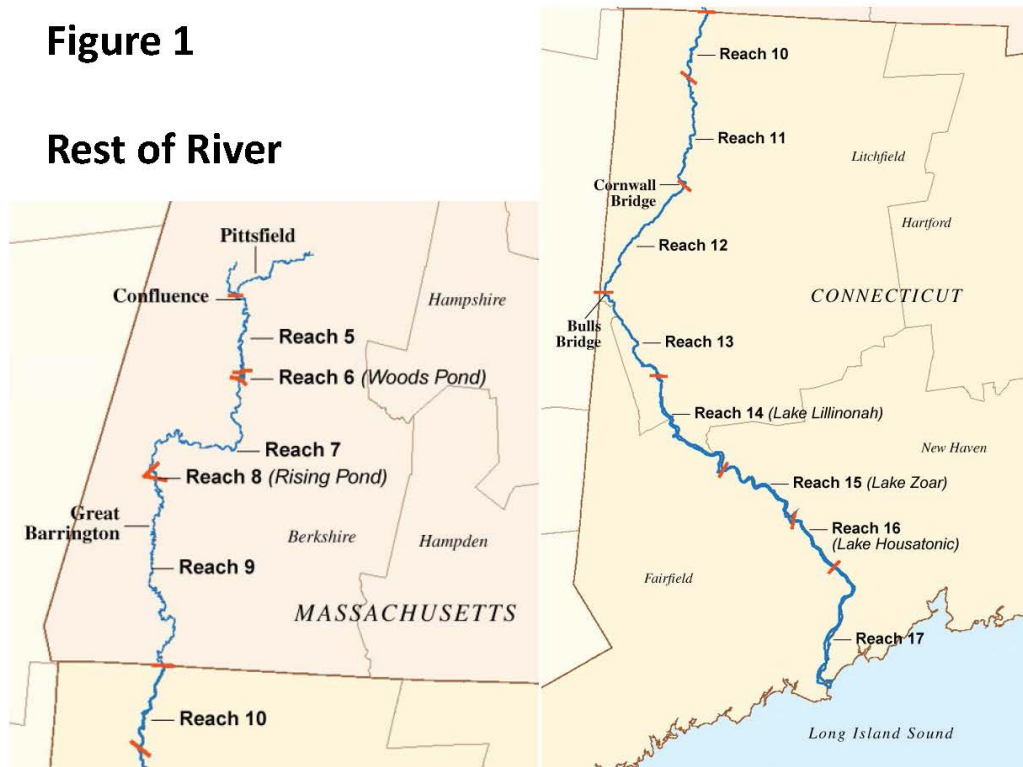 Figure 1
Rest of River
Pittsfield
Confluence
Hampshire
Reach 5
Reach 6 (Woods Pond)
Reach 7
Reach 8 (Rising Pond)
Great
Barrington
Berkshire
Hampden
Reach 9
MASSACHUSETTS
Reach 10
Reach 10
Reach 11
Litchfield
Cornwall
Bridge
Hartford
Reach 12
CONNECTICUT
Bulls
Bridge
Reach 13
Reach 14 (Lake Lillinonah)
New Haven
Reach 15 (Lake Zoar)
Reach 16
(Lake Housatonic)
Fairfield
Reach 17
Long Island Sound